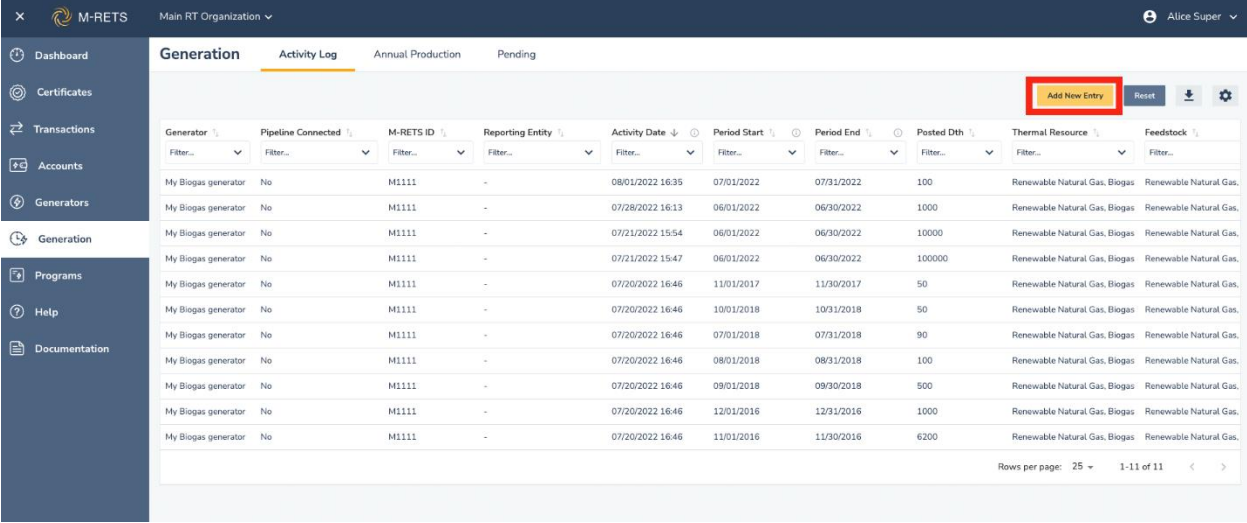 M-RETS Main RT Organization Alice Super
Dashboard
Certificates
Transactions
Accounts
Generators
Generation
Programs
Help
Documentation
Generation Activity Log Annual Production Pending
Add New Entry Reset
Generator Pipeline Connected M-RETS ID Reporting Entity Activity Date Period Start Period End Posted Dth Thermal Resource Feedstock
Filter... Filter... Filter... Filter... Filter... Filter... Filter... Filter... Filter... Filter...
My Biogas generator No M1111 - 08/01/2022 16:35 07/01/2022 07/31/2022 100 Renewable Natural Gas, Biogas Renewable Natural Gas,
My Biogas generator No M1111 - 07/28/2022 16:13 06/01/2022 06/30/2022 1000 Renewable Natural Gas, Biogas Renewable Natural Gas,
My Biogas generator No M1111 - 07/21/2022 15:54 06/01/2022 06/30/2022 10000 Renewable Natural Gas, Biogas Renewable Natural Gas,
My Biogas generator No M1111 - 07/21/2022 15:47 06/01/2022 06/30/2022 100000 Renewable Natural Gas, Biogas Renewable Natural Gas,
My Biogas generator No M1111 - 07/20/2022 16:46 11/01/2017 11/30/2017 50 Renewable Natural Gas, Biogas Renewable Natural Gas,
My Biogas generator No M1111 - 07/20/2022 16:46 10/01/2018 10/31/2018 50 Renewable Natural Gas, Biogas Renewable Natural Gas,
My Biogas generator No M1111 - 07/20/2022 16:46 07/01/2018 07/31/2018 90 Renewable Natural Gas, Biogas Renewable Natural Gas,
My Biogas generator No M1111 - 07/20/2022 16:46 08/01/2018 08/31/2018 100 Renewable Natural Gas, Biogas Renewable Natural Gas,
My Biogas generator No M1111 - 07/20/2022 16:46 09/01/2018 09/30/2018 500 Renewable Natural Gas, Biogas Renewable Natural Gas,
My Biogas generator No M1111 - 07/20/2022 16:46 12/01/2016 12/31/2016 1000 Renewable Natural Gas, Biogas Renewable Natural Gas,
My Biogas generator No M1111 - 07/20/2022 16:46 11/01/2016 11/30/2016 6200 Renewable Natural Gas, Biogas Renewable Natural Gas,
Rows per page: 25 1-11 of 11